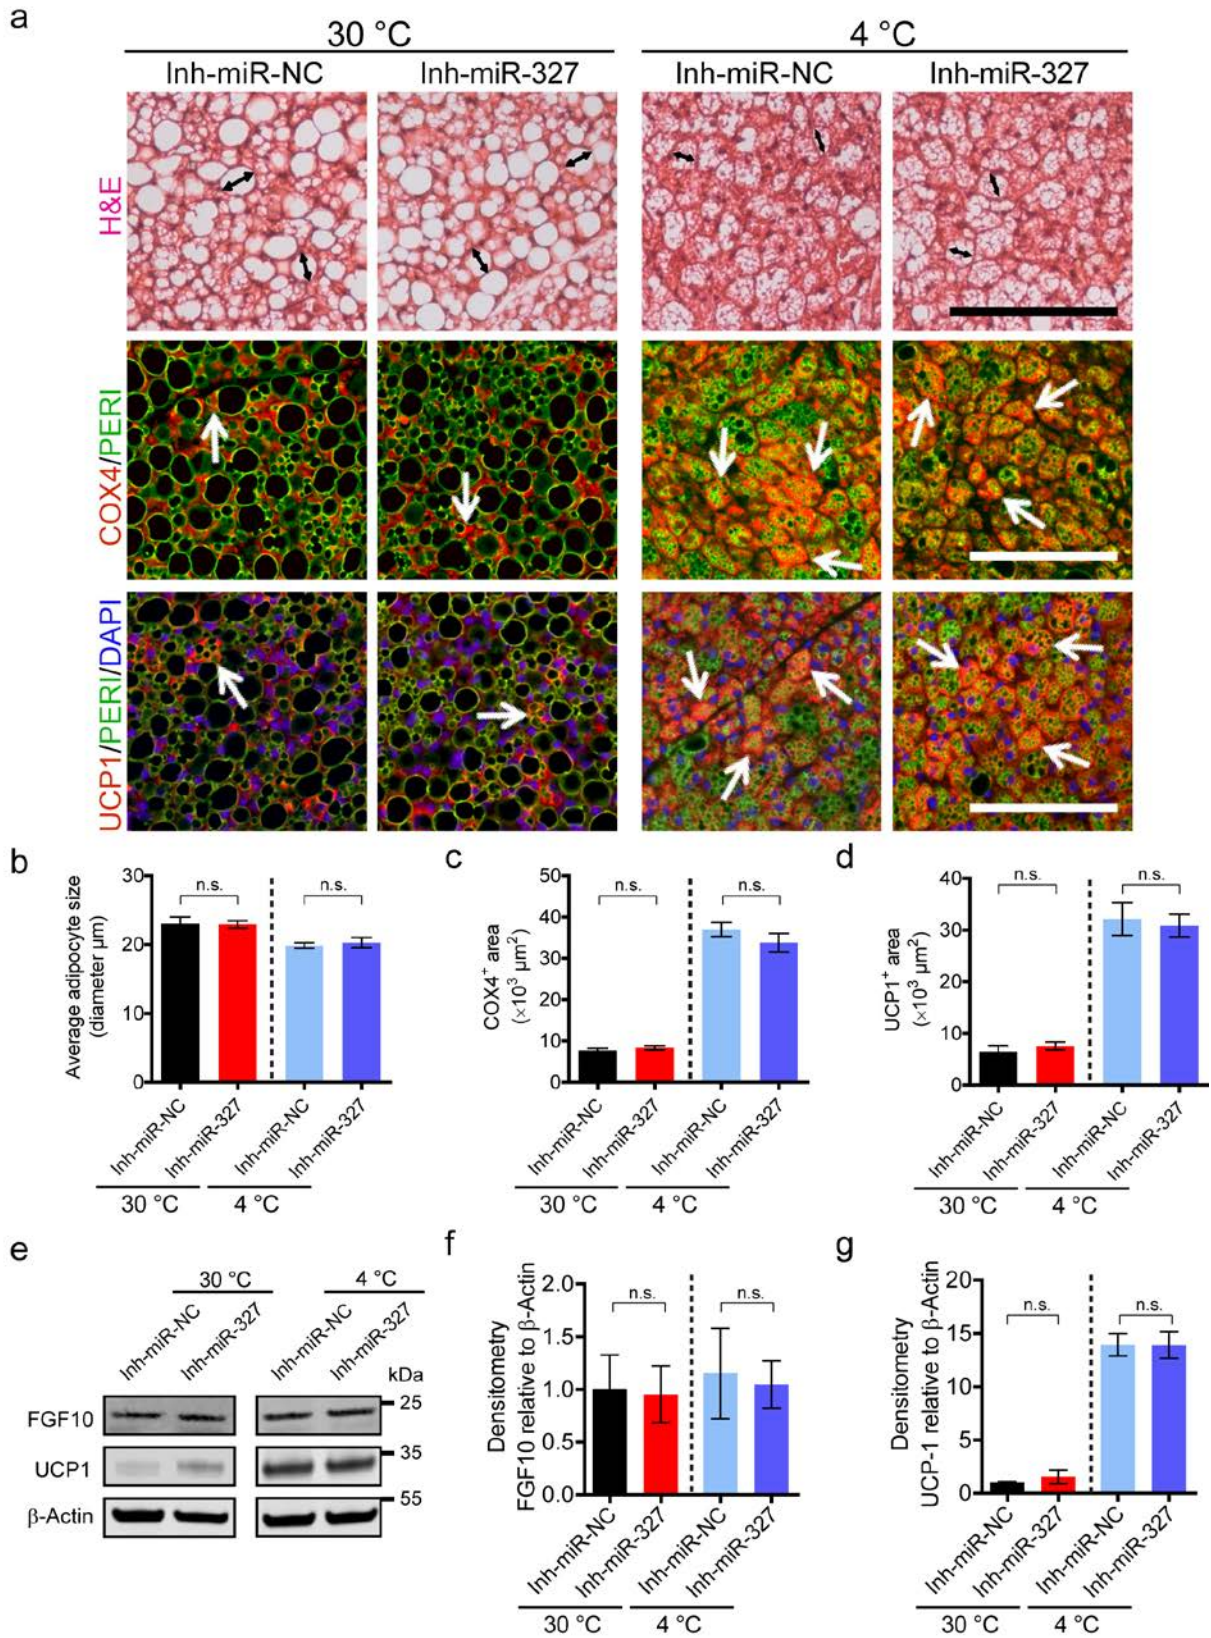 a
30 °C
4 °C
Inh-miR-NC
Inh-miR-327
Inh-miR-NC
Inh-miR-327
H&E
COX4/PERI
UCP1/PERI/DAPI
b
Average adipocyte size
(diameter µm)
30
20
10
0
n.s.
n.s.
Inh-miR-NC
Inh-miR-327
Inh-miR-NC
Inh-miR-327
30 °C
4 °C
c
COX4⁺ area
(×10³ µm²)
50
40
30
20
10
0
n.s.
n.s.
Inh-miR-NC
Inh-miR-327
Inh-miR-NC
Inh-miR-327
30 °C
4 °C
d
UCP1⁺ area
(×10³ µm²)
40
30
20
10
0
n.s.
n.s.
Inh-miR-NC
Inh-miR-327
Inh-miR-NC
Inh-miR-327
30 °C
4 °C
e
30 °C
4 °C
Inh-miR-NC
Inh-miR-327
Inh-miR-NC
Inh-miR-327
kDa
FGF10
25
UCP1
35
β-Actin
55
f
Densitometry
FGF10 relative to β-Actin
2.0
1.5
1.0
0.5
0.0
n.s.
n.s.
Inh-miR-NC
Inh-miR-327
Inh-miR-NC
Inh-miR-327
30 °C
4 °C
g
Densitometry
UCP-1 relative to β-Actin
20
15
10
5
0
n.s.
n.s.
Inh-miR-NC
Inh-miR-327
Inh-miR-NC
Inh-miR-327
30 °C
4 °C